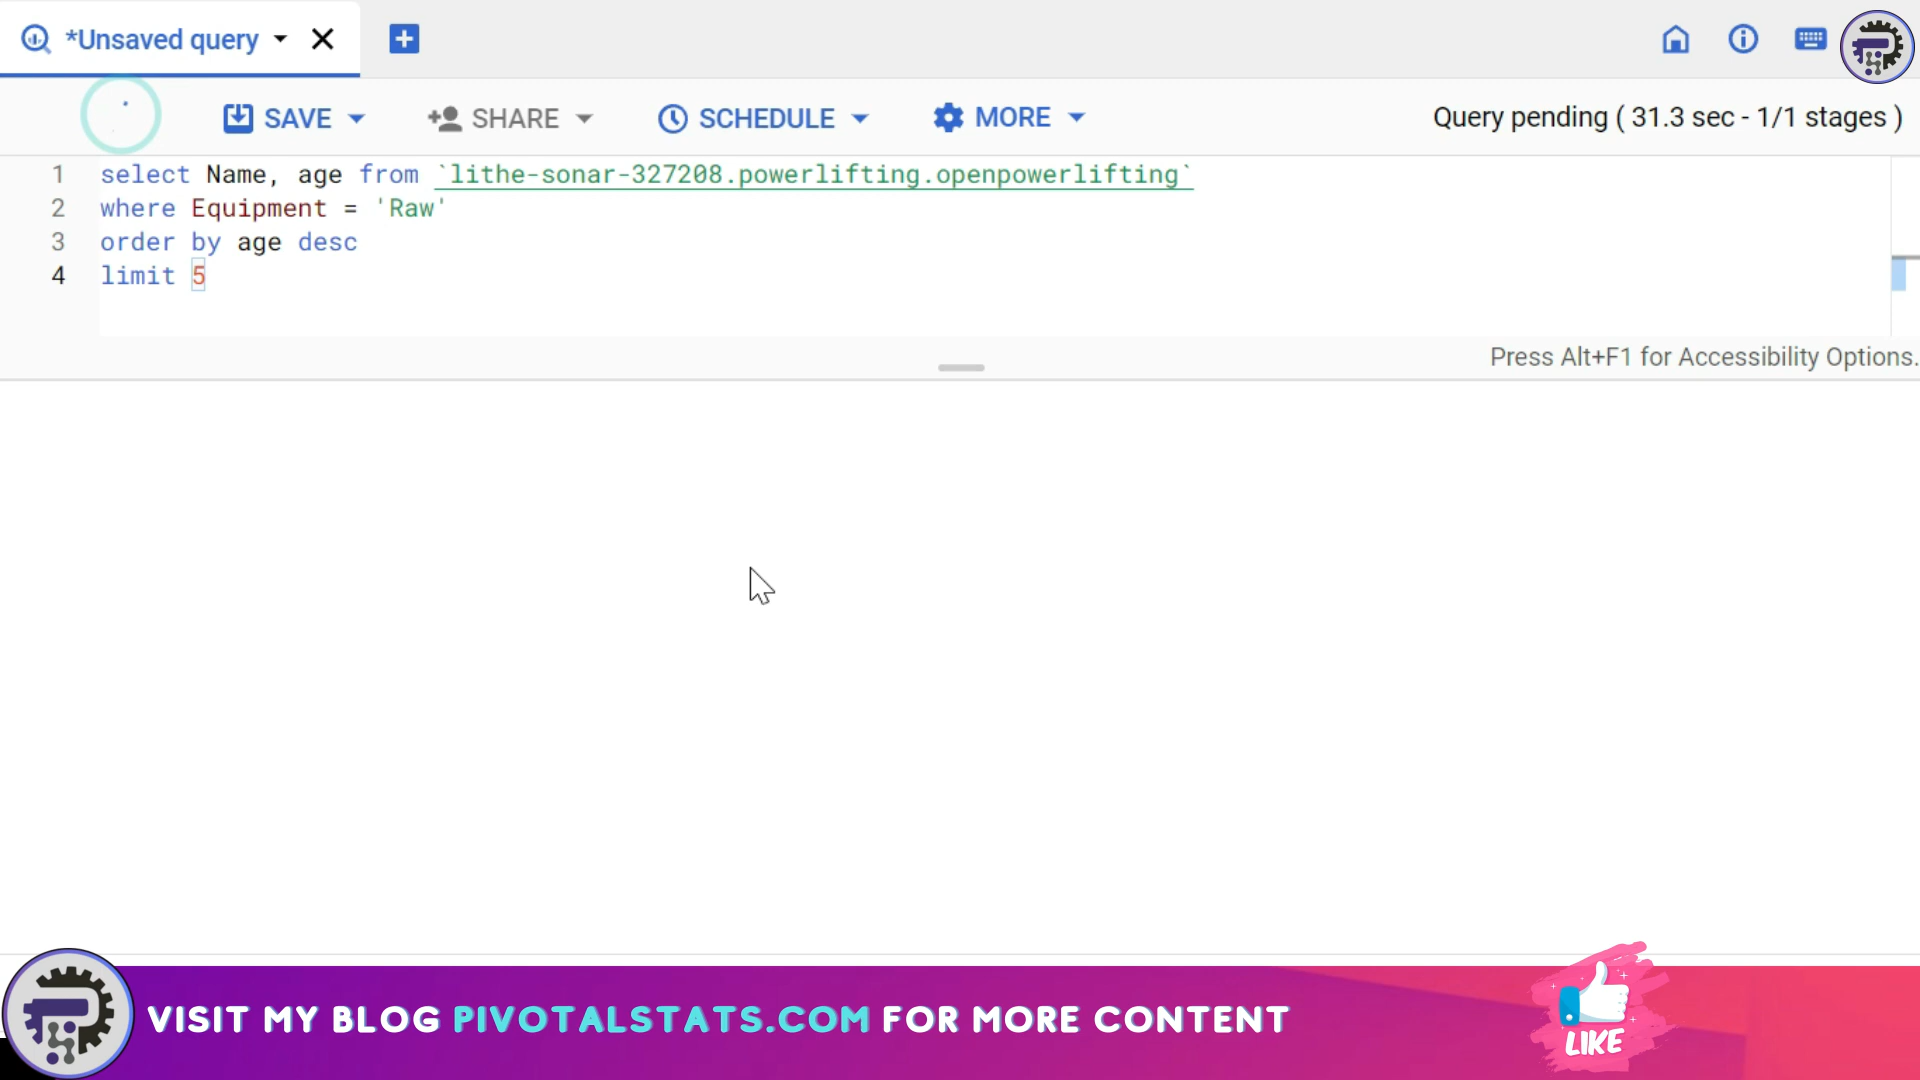 *Unsaved query
SAVE
SHARE
SCHEDULE
MORE
Query pending ( 31.3 sec - 1/1 stages )
1 select Name, age from `lithe-sonar-327208.powerlifting.openpowerlifting`
2 where Equipment = 'Raw'
3 order by age desc
4 limit 5
Press Alt+F1 for Accessibility Options.
VISIT MY BLOG PIVOTALSTATS.COM FOR MORE CONTENT
LIKE